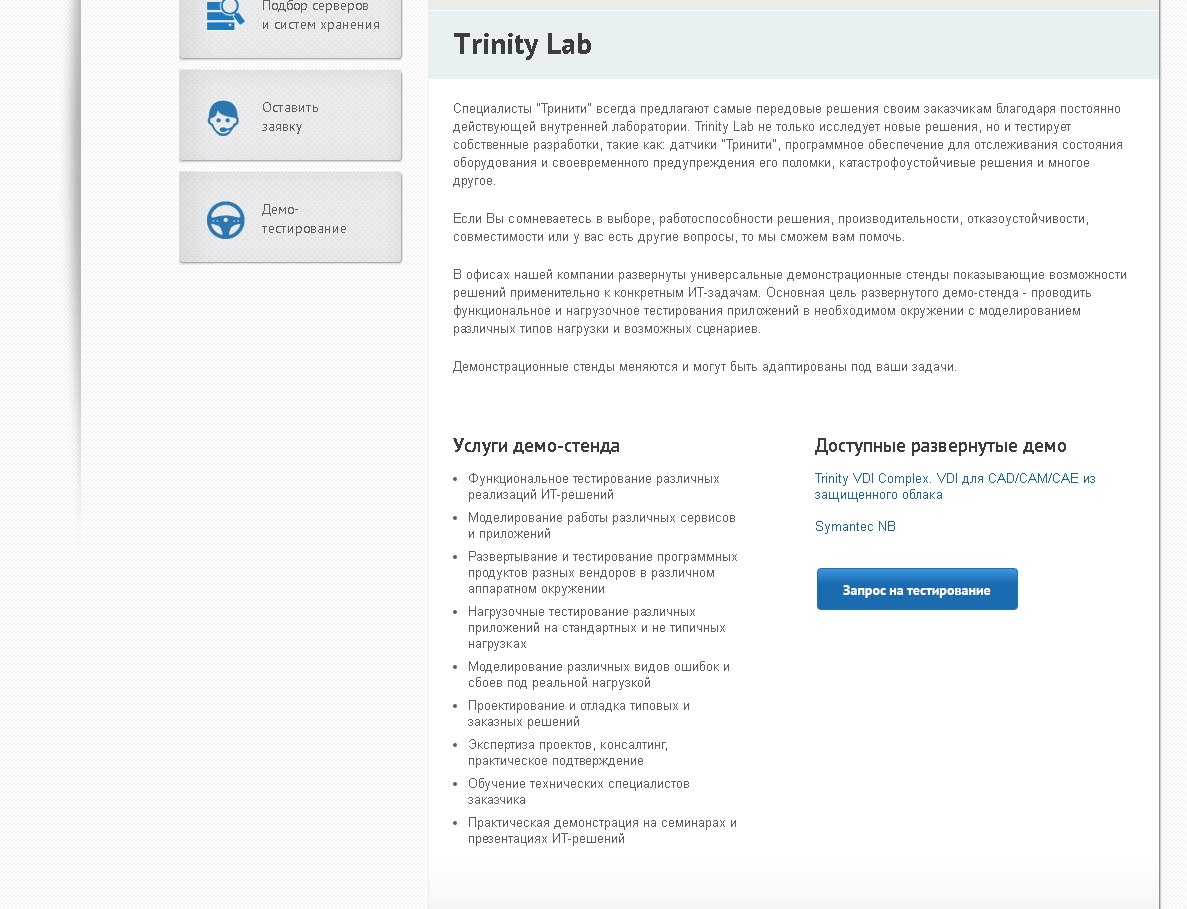 Подбор серверов
и систем хранения
Оставить
заявку
Демо-
тестирование
Trinity Lab
Специалисты "Тринити" всегда предлагают самые передовые решения своим заказчикам благодаря постоянно
действующей внутренней лаборатории. Trinity Lab не только исследует новые решения, но и тестирует
собственные разработки, такие как: датчики "Тринити", программное обеспечение для отслеживания состояния
оборудования и своевременного предупреждения его поломки, катастрофоустойчивые решения и многое
другое.
Если Вы сомневаетесь в выборе, работоспособности решения, производительности, отказоустойчивости,
совместимости или у вас есть другие вопросы, то мы сможем вам помочь.
В офисах нашей компании развернуты универсальные демонстрационные стенды показывающие возможности
решений применительно к конкретным ИТ-задачам. Основная цель развернутого демо-стенда - проводить
функциональное и нагрузочное тестирования приложений в необходимом окружении с моделированием
различных типов нагрузки и возможных сценариев.
Демонстрационные стенды меняются и могут быть адаптированы под ваши задачи.
Услуги демо-стенда
• Функциональное тестирование различных
реализаций ИТ-решений
• Моделирование работы различных сервисов
и приложений
• Развертывание и тестирование программных
продуктов разных вендоров в различном
аппаратном окружении
• Нагрузочные тестирование различных
приложений на стандартных и не типичных
нагрузках
• Моделирование различных видов ошибок и
сбоев под реальной нагрузкой
• Проектирование и отладка типовых и
заказных решений
• Экспертиза проектов, консалтинг,
практическое подтверждение
• Обучение технических специалистов
заказчика
• Практическая демонстрация на семинарах и
презентациях ИТ-решений
Доступные развернутые демо
Trinity VDI Complex. VDI для CAD/CAM/CAE из
защищенного облака
Symantec NB
Запрос на тестирование